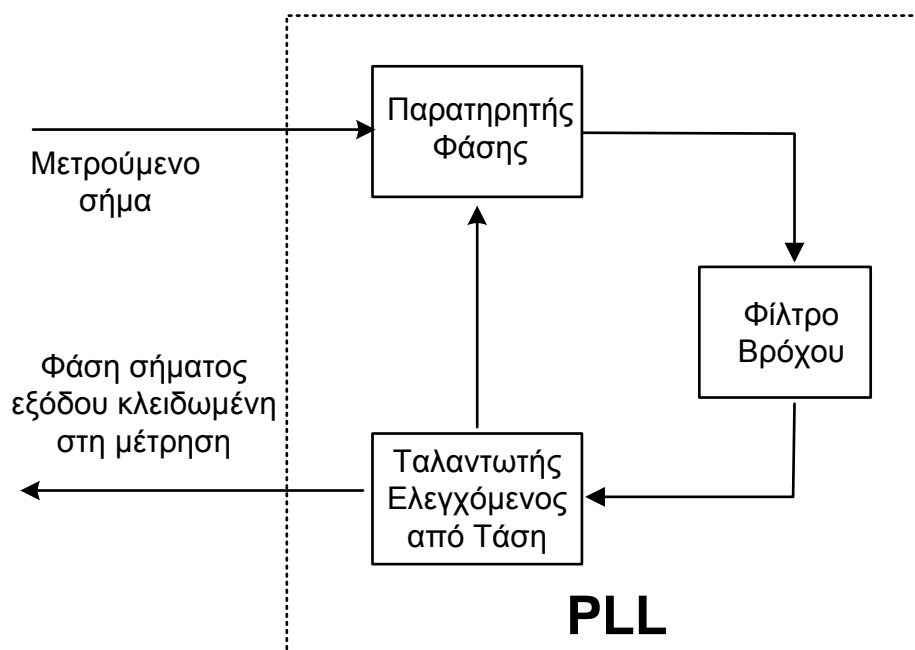 Παρατηρητής
Φάσης
Μετρούμενο
σήμα
Φίλτρο
Βρόχου
Φάση σήματος
εξόδου κλειδωμένη
στη μέτρηση
Ταλαντωτής
Ελεγχόμενος
από Τάση
PLL